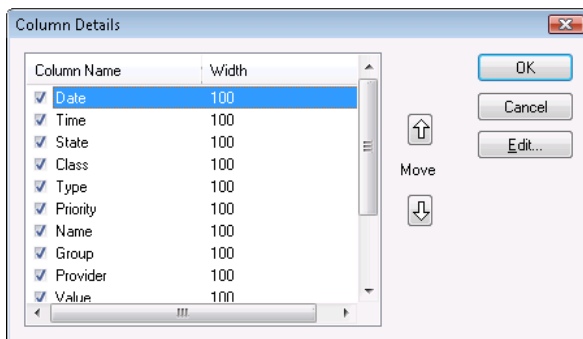 Column Details
Column Name Width
Date 100
Time 100
State 100
Class 100
Type 100
Priority 100
Name 100
Group 100
Provider 100
Value 100
Move
OK
Cancel
Edit...